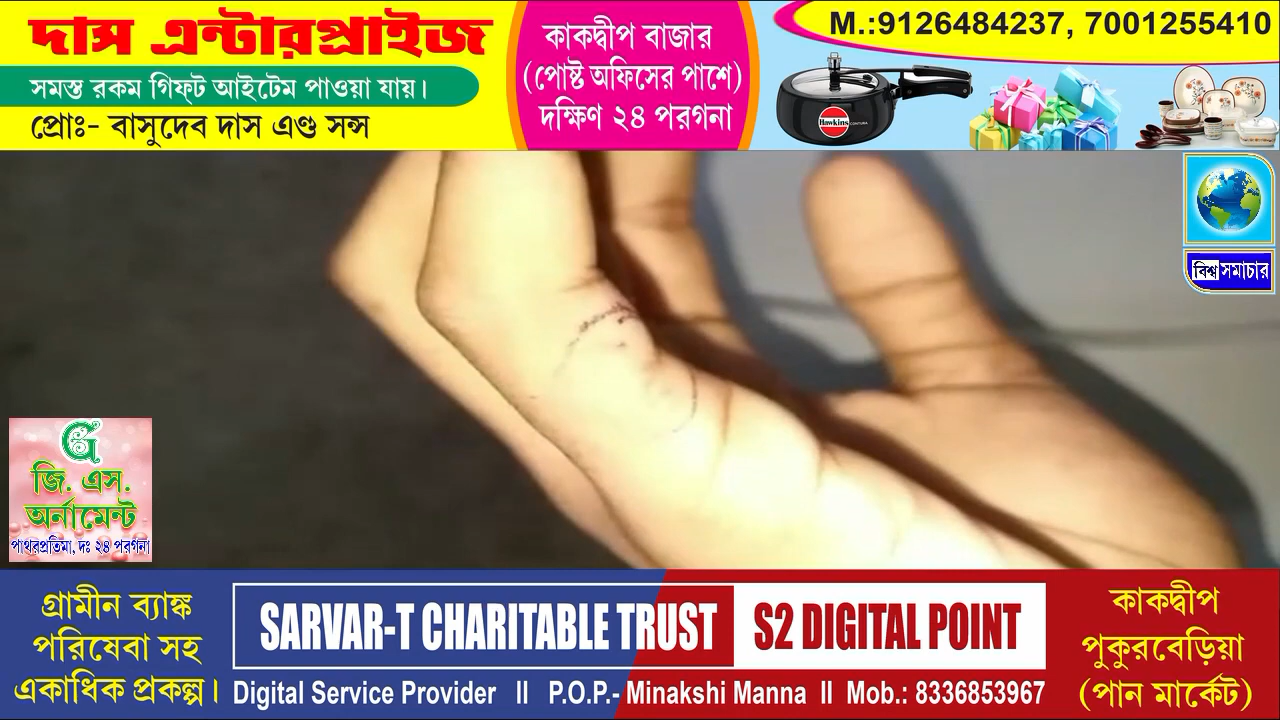 দাস এন্টারপ্রাইজ
সমস্ত রকম গিফ্ট আইটেম পাওয়া যায়।
প্রোঃ- বাসুদেব দাস এণ্ড সন্স
কাকদ্বীপ বাজার
(পোষ্ট অফিসের পাশে)
দক্ষিণ ২৪ পরগনা
M.:9126484237, 7001255410
Hawkins
CONTURA
বিশ্ব সমাচার
G
জি. এস.
অর্নামেন্ট
পাথরপ্রতিমা, দঃ ২৪ পরগনা
গ্রামীন ব্যাঙ্ক
পরিষেবা সহ
একাধিক প্রকল্প।
SARVAR-T CHARITABLE TRUST S2 DIGITAL POINT
Digital Service Provider II P.O.P.- Minakshi Manna II Mob.: 8336853967
কাকদ্বীপ
পুকুরবেড়িয়া
(পান মার্কেট)